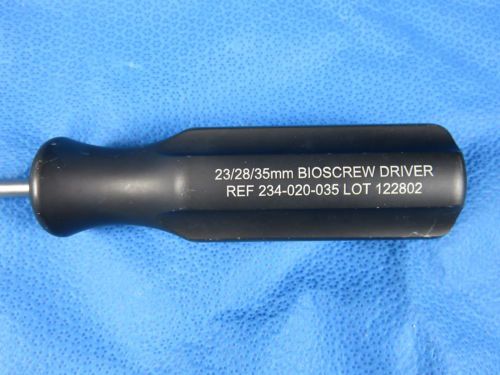 23/28/35mm BIOSCREW DRIVER
REF 234-020-035 LOT 122802